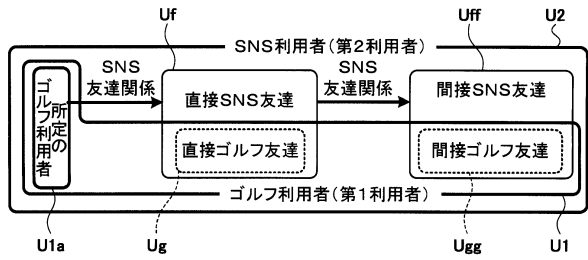 Uf
Uff
U2
SNS利用者(第2利用者)
SNS
友達関係
SNS
友達関係
所定の
ゴルフ利用者
直接SNS友達
間接SNS友達
直接ゴルフ友達
間接ゴルフ友達
ゴルフ利用者(第1利用者)
U1a
Ug
Ugg
U1